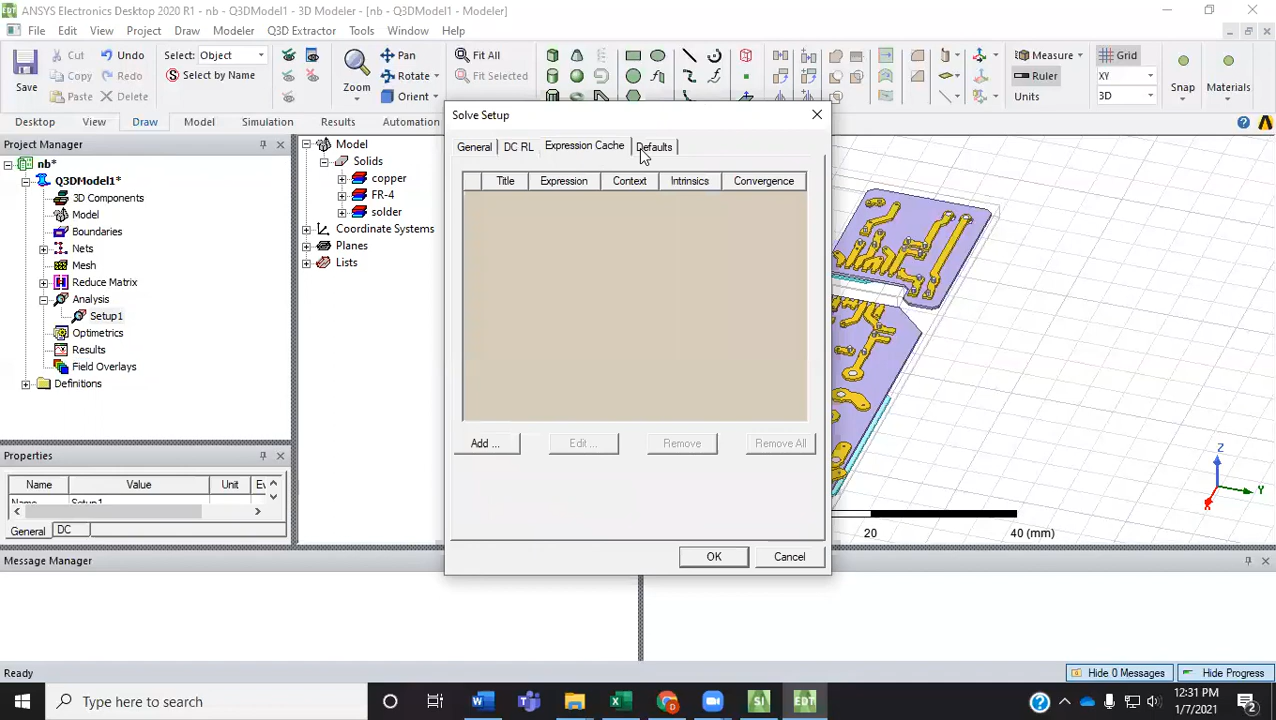 ANSYS Electronics Desktop 2020 R1 - nb - Q3DModel1 - 3D Modeler - [nb - Q3DModel1 - Modeler]
File Edit View Project Draw Modeler Q3D Extractor Tools Window Help
Save
Cut
Copy
Paste
Undo
Redo
Delete
Select: Object
Select by Name
Zoom
Pan
Rotate
Orient
Fit All
Fit Selected
Measure
Ruler
Units
Grid
XY
3D
Snap
Materials
Desktop View Draw Model Simulation Results Automation
Project Manager
nb*
Q3DModel1*
3D Components
Model
Boundaries
Nets
Mesh
Reduce Matrix
Analysis
Setup1
Optimetrics
Results
Field Overlays
Definitions
Model
Solids
copper
FR-4
solder
Coordinate Systems
Planes
Lists
Solve Setup
General DC RL Expression Cache Defaults
Title Expression Context Intrinsics Convergence
Add ... Edit ... Remove Remove All
OK Cancel
Z
Y
X
20 40 (mm)
Properties
Name Value Unit Ev
Name Setup1
General DC
Message Manager
Ready
Hide 0 Messages Hide Progress
Type here to search
SI
EDT
12:31 PM
1/7/2021
2